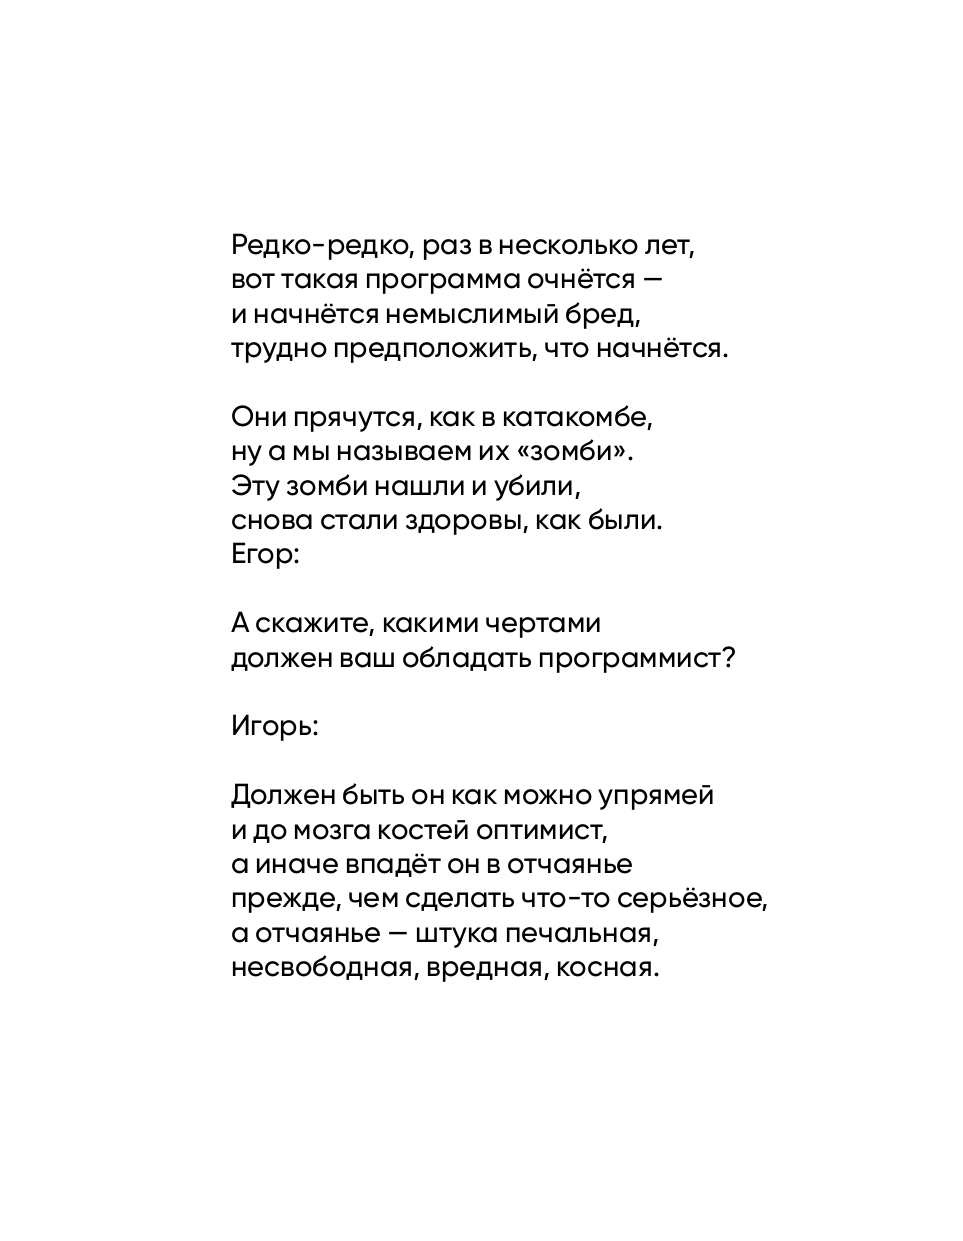 Редко-редко, раз в несколько лет,
вот такая программа очнётся —
и начнётся немыслимый бред,
трудно предположить, что начнётся.
Они прячутся, как в катакомбе,
ну а мы называем их «зомби».
Эту зомби нашли и убили,
снова стали здоровы, как были.
Егор:
А скажите, какими чертами
должен ваш обладать программист?
Игорь:
Должен быть он как можно упрямей
и до мозга костей оптимист,
а иначе впадёт он в отчаянье
прежде, чем сделать что-то серьёзное,
а отчаянье — штука печальная,
несвободная, вредная, косная.